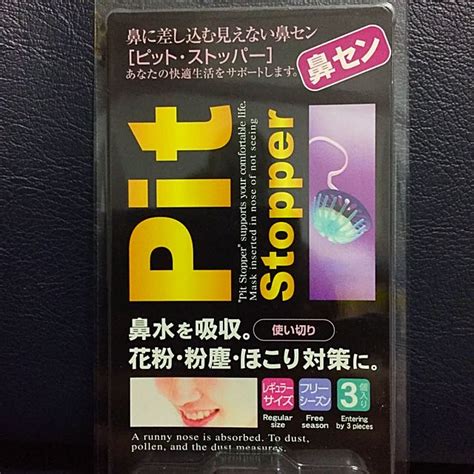 鼻に差し込む見えない鼻セン
[ピット・ストッパー]
あなたの快適生活をサポートします。
鼻セン
Pit
Stopper
"Pit Stopper" supports your comfortable life.
Mask inserted in nose of not seeing
鼻水を吸収。
使い切り
花粉・粉塵・ほこり対策に。
レギュラー
サイズ
Regular
size
フリー
シーズン
Free
season
3個入り
Entering
by 3 pieces
A runny nose is absorbed. To dust,
pollen, and the dust measures.